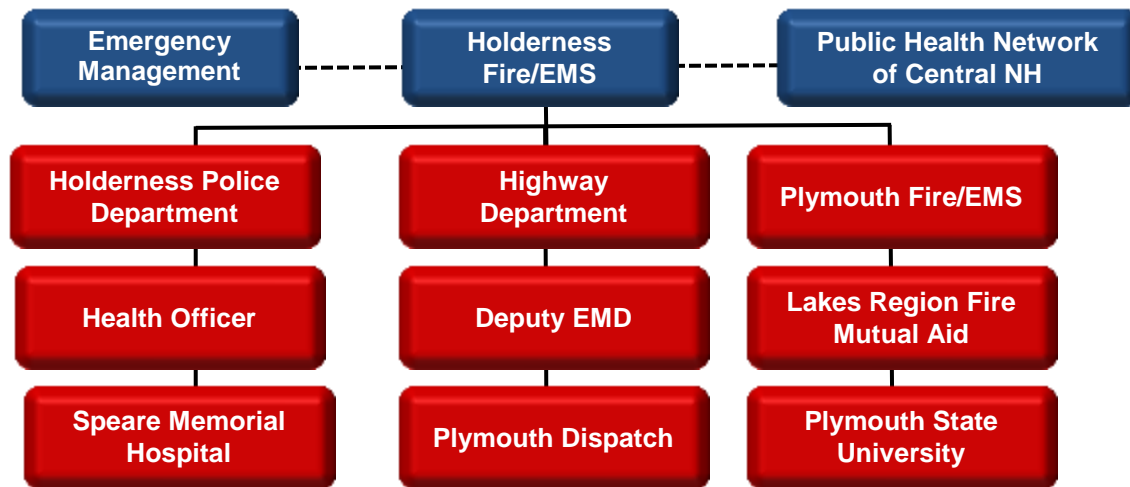 Emergency
Management
Holderness
Fire/EMS
Public Health Network
of Central NH
Holderness Police
Department
Highway
Department
Plymouth Fire/EMS
Health Officer
Deputy EMD
Lakes Region Fire
Mutual Aid
Speare Memorial
Hospital
Plymouth Dispatch
Plymouth State
University